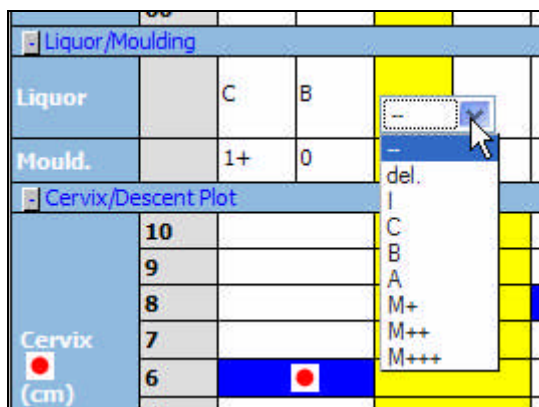 - Liquor/Moulding
Liquor C B --
Mould. 1+ 0 --
del.
I
C
B
A
M+
M++
M+++
- Cervix/Descent Plot
10
9
8
Cervix 7
6
(cm)